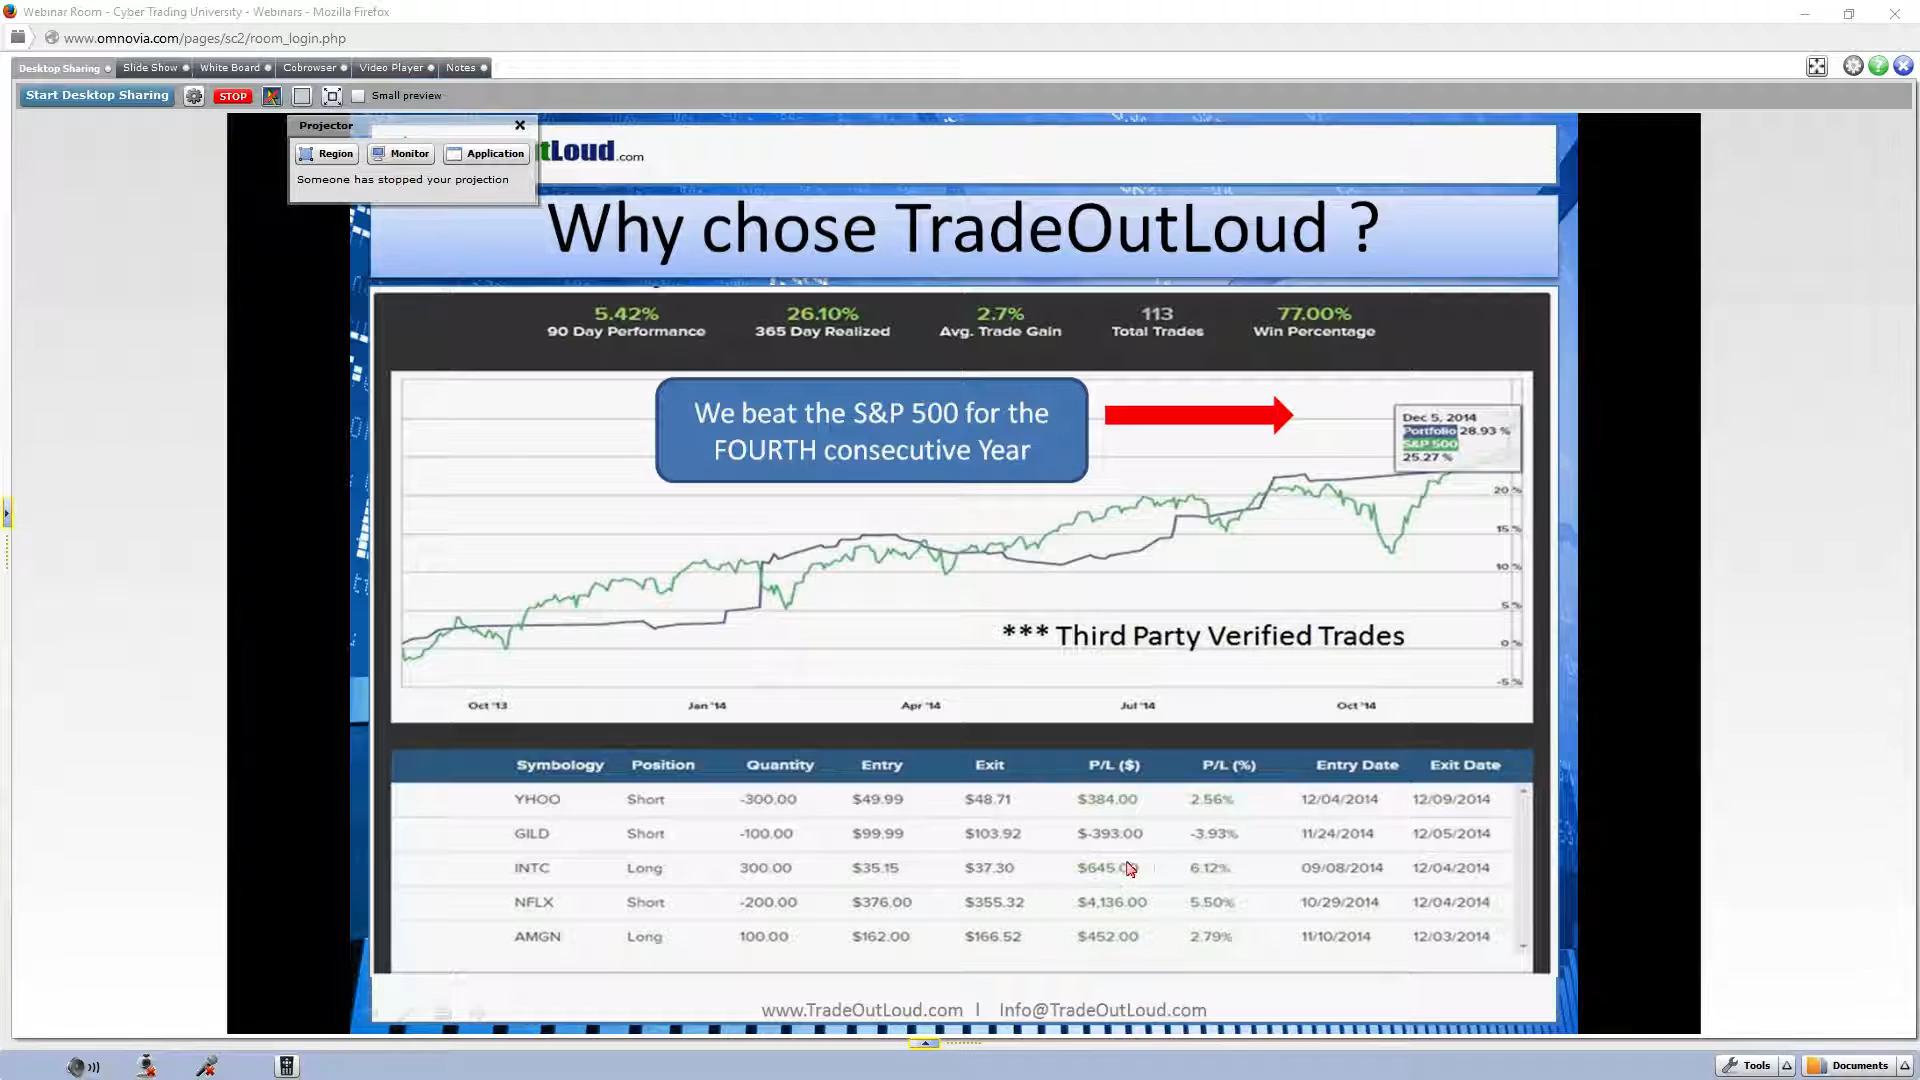 Webinar Room - Cyber Trading University - Webinars - Mozilla Firefox
www.omnovia.com/pages/sc2/room_login.php
Desktop Sharing Slide Show White Board Cobrowser Video Player Notes
Start Desktop Sharing STOP Small preview
Projector
Region Monitor Application
Someone has stopped your projection
tLoud.com
Why chose TradeOutLoud ?
5.42% 26.10% 2.7% 113 77.00%
90 Day Performance 365 Day Realized Avg. Trade Gain Total Trades Win Percentage
We beat the S&P 500 for the
FOURTH consecutive Year
Dec 5, 2014
Portfolio 28.93 %
S&P 500
25.27 %
20 %
15 %
10 %
5 %
*** Third Party Verified Trades
0 %
-5 %
Oct '13 Jan '14 Apr '14 Jul '14 Oct '14
Symbology Position Quantity Entry Exit P/L ($) P/L (%) Entry Date Exit Date
YHOO Short -300.00 $49.99 $48.71 $384.00 2.56% 12/04/2014 12/09/2014
GILD Short -100.00 $99.99 $103.92 $-393.00 -3.93% 11/24/2014 12/05/2014
INTC Long 300.00 $35.15 $37.30 $645.00 6.12% 09/08/2014 12/04/2014
NFLX Short -200.00 $376.00 $355.32 $4,136.00 5.50% 10/29/2014 12/04/2014
AMGN Long 100.00 $162.00 $166.52 $452.00 2.79% 11/10/2014 12/03/2014
www.TradeOutLoud.com | Info@TradeOutLoud.com
Tools Documents